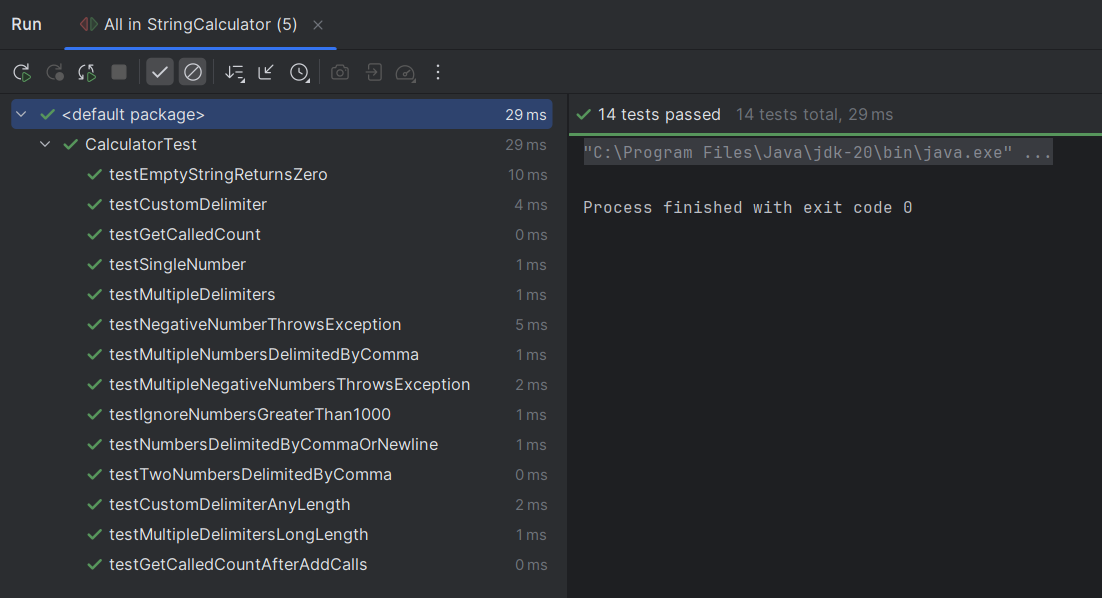 Run All in StringCalculator (5)
<default package> 29 ms
CalculatorTest 29 ms
testEmptyStringReturnsZero 10 ms
testCustomDelimiter 4 ms
testGetCalledCount 0 ms
testSingleNumber 1 ms
testMultipleDelimiters 1 ms
testNegativeNumberThrowsException 5 ms
testMultipleNumbersDelimitedByComma 1 ms
testMultipleNegativeNumbersThrowsException 2 ms
testIgnoreNumbersGreaterThan1000 1 ms
testNumbersDelimitedByCommaOrNewline 1 ms
testTwoNumbersDelimitedByComma 0 ms
testCustomDelimiterAnyLength 2 ms
testMultipleDelimitersLongLength 1 ms
testGetCalledCountAfterAddCalls 0 ms
14 tests passed 14 tests total, 29 ms
"C:\Program Files\Java\jdk-20\bin\java.exe" ...
Process finished with exit code 0